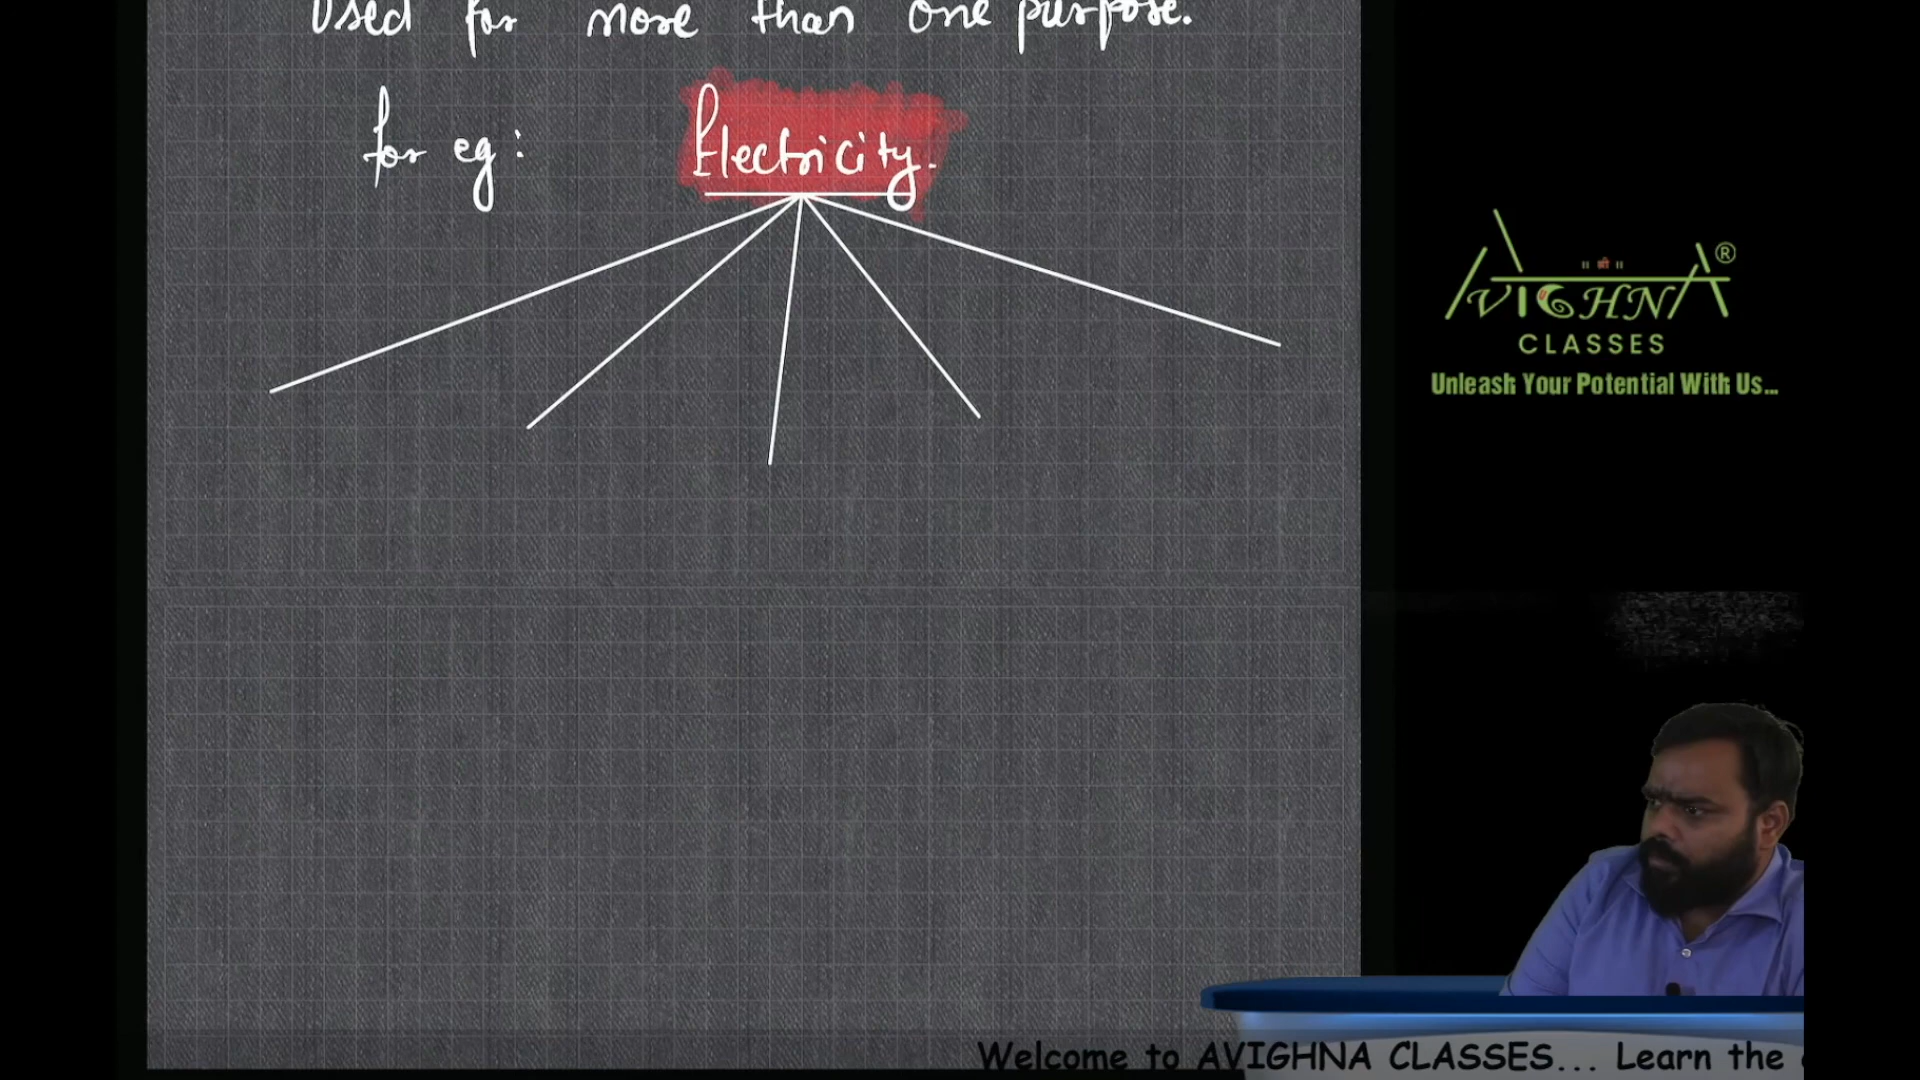 Used for more than one purpose.
for eg: Electricity.
॥ श्री ॥
AVIGHNA®
CLASSES
Unleash Your Potential With Us...
Welcome to AVIGHNA CLASSES... Learn the